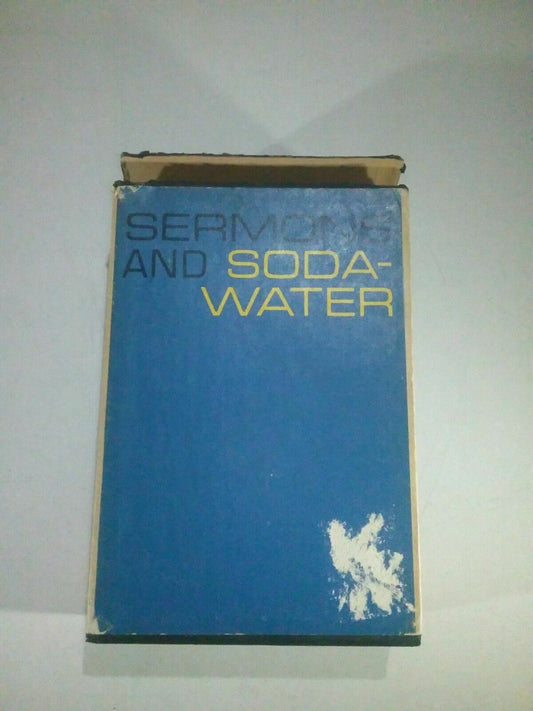 SERMONS
AND SODA-
WATER